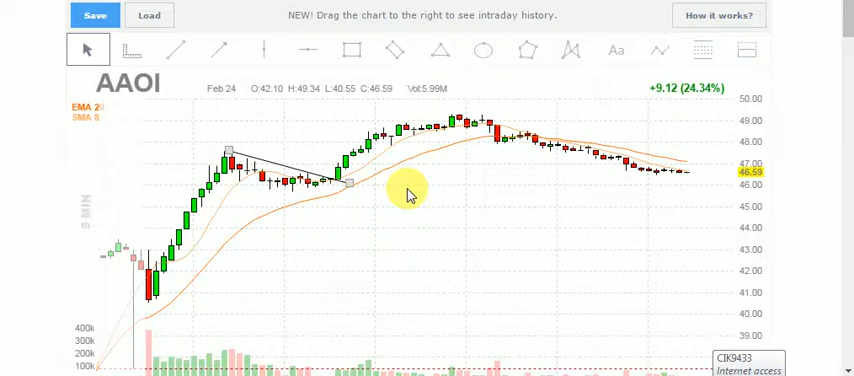 Save Load NEW! Drag the chart to the right to see intraday history. How it works?
Aa
AAOI Feb 24 O:42.10 H:49.34 L:40.55 C:46.59 Vol:5.99M +9.12 (24.34%)
EMA 20
SMA 8
5 MIN
50.00
49.00
48.00
47.00
46.59
46.00
45.00
44.00
43.00
42.00
41.00
40.00
39.00
400k
300k
200k
100k
CIK9433
Internet access